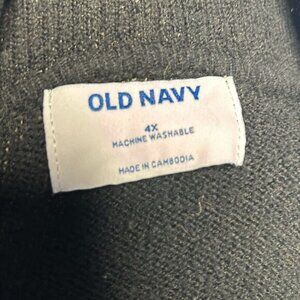 OLD NAVY
4X
MACHINE WASHABLE
MADE IN CAMBODIA